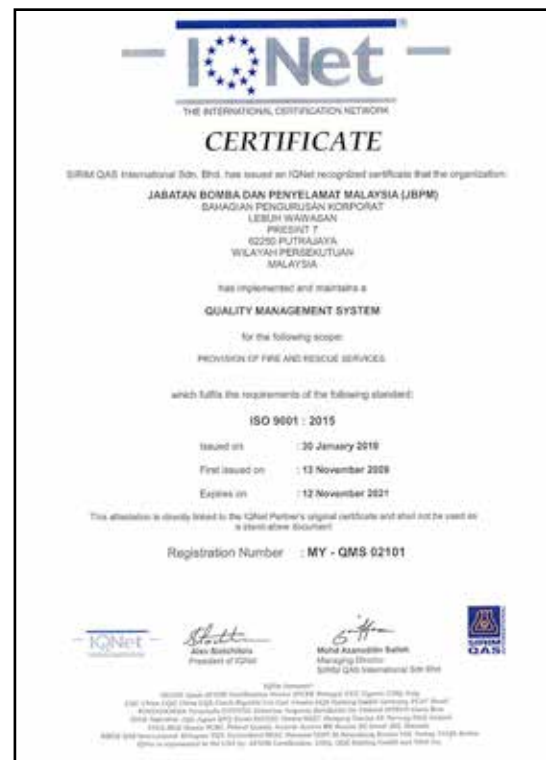 IQNet
THE INTERNATIONAL CERTIFICATION NETWORK
CERTIFICATE
SIRIM QAS International Sdn. Bhd. has issued an IQNet recognized certificate that the organization:
JABATAN BOMBA DAN PENYELAMAT MALAYSIA (JBPM)
BAHAGIAN PENGURUSAN KORPORAT
LEBUH WAWASAN
PRESINT 7
62250 PUTRAJAYA
WILAYAH PERSEKUTUAN
MALAYSIA
has implemented and maintains a
QUALITY MANAGEMENT SYSTEM
for the following scope:
PROVISION OF FIRE AND RESCUE SERVICES
which fulfils the requirements of the following standard:
ISO 9001 : 2015
Issued on : 30 January 2019
First issued on : 13 November 2009
Expires on : 12 November 2021
This attestation is directly linked to the IQNet Partner's original certificate and shall not be used as
a stand-alone document
Registration Number : MY - QMS 02101
IQNet
Alex Stoichitoiu
President of IQNet
Mohd Azanuddin Salleh
Managing Director
SIRIM QAS International Sdn Bhd
SIRIM
QAS
INTERNATIONAL
IQNet Partners*: